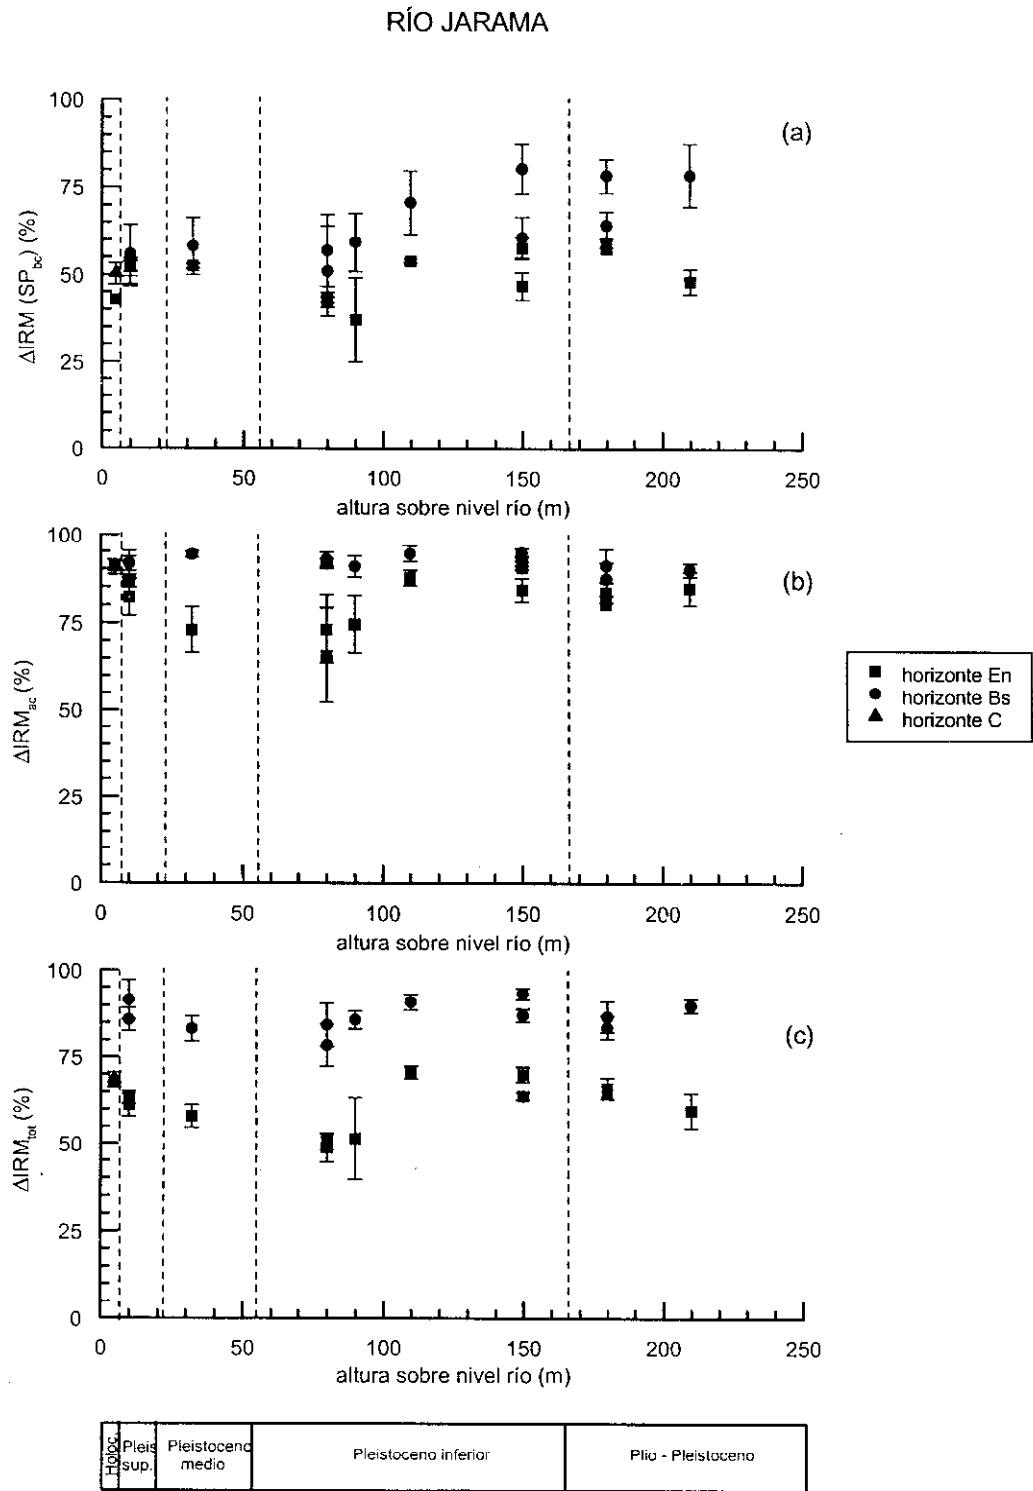 RÍO JARAMA
(a)
ΔIRM (SP_bc) (%)
100
75
50
25
0
0 50 100 150 200 250
altura sobre nivel río (m)
(b)
ΔIRM_ac (%)
100
75
50
25
0
0 50 100 150 200 250
altura sobre nivel río (m)
horizonte En
horizonte Bs
horizonte C
(c)
ΔIRM_tot (%)
100
75
50
25
0
0 50 100 150 200 250
altura sobre nivel río (m)
Holoc.
Pleis
sup.
Pleistoceno
medio
Pleistoceno inferior
Plio - Pleistoceno